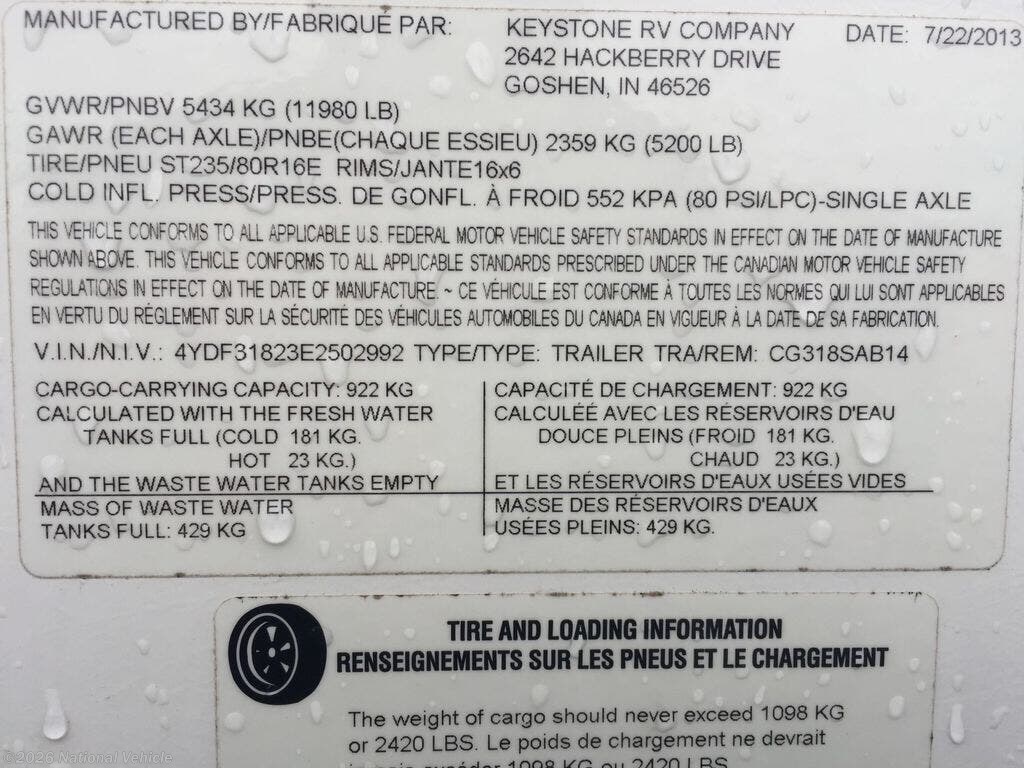 MANUFACTURED BY/FABRIQUÉ PAR: KEYSTONE RV COMPANY DATE: 7/22/2013
2642 HACKBERRY DRIVE
GOSHEN, IN 46526
GVWR/PNBV 5434 KG (11980 LB)
GAWR (EACH AXLE)/PNBE(CHAQUE ESSIEU) 2359 KG (5200 LB)
TIRE/PNEU ST235/80R16E RIMS/JANTE16x6
COLD INFL. PRESS/PRESS. DE GONFL. À FROID 552 KPA (80 PSI/LPC)-SINGLE AXLE
THIS VEHICLE CONFORMS TO ALL APPLICABLE U.S. FEDERAL MOTOR VEHICLE SAFETY STANDARDS IN EFFECT ON THE DATE OF MANUFACTURE
SHOWN ABOVE. THIS VEHICLE CONFORMS TO ALL APPLICABLE STANDARDS PRESCRIBED UNDER THE CANADIAN MOTOR VEHICLE SAFETY
REGULATIONS IN EFFECT ON THE DATE OF MANUFACTURE. ~ CE VÉHICULE EST CONFORME À TOUTES LES NORMES QUI LUI SONT APPLICABLES
EN VERTU DU RÉGLEMENT SUR LA SÉCURITÉ DES VÉHICULES AUTOMOBILES DU CANADA EN VIGUEUR À LA DATE DE SA FABRICATION.
V.I.N./N.I.V.: 4YDF31823E2502992 TYPE/TYPE: TRAILER TRA/REM: CG318SAB14
CARGO-CARRYING CAPACITY: 922 KG
CALCULATED WITH THE FRESH WATER
TANKS FULL (COLD 181 KG.
HOT 23 KG.)
AND THE WASTE WATER TANKS EMPTY
MASS OF WASTE WATER
TANKS FULL: 429 KG
CAPACITÉ DE CHARGEMENT: 922 KG
CALCULÉE AVEC LES RÉSERVOIRS D'EAU
DOUCE PLEINS (FROID 181 KG.
CHAUD 23 KG.)
ET LES RÉSERVOIRS D'EAUX USÉES VIDES
MASSE DES RÉSERVOIRS D'EAUX
USÉES PLEINS: 429 KG.
TIRE AND LOADING INFORMATION
RENSEIGNEMENTS SUR LES PNEUS ET LE CHARGEMENT
The weight of cargo should never exceed 1098 KG
or 2420 LBS. Le poids de chargement ne devrait
jamais excéder 1098 KG ou 2420 LBS
©2026 National Vehicle